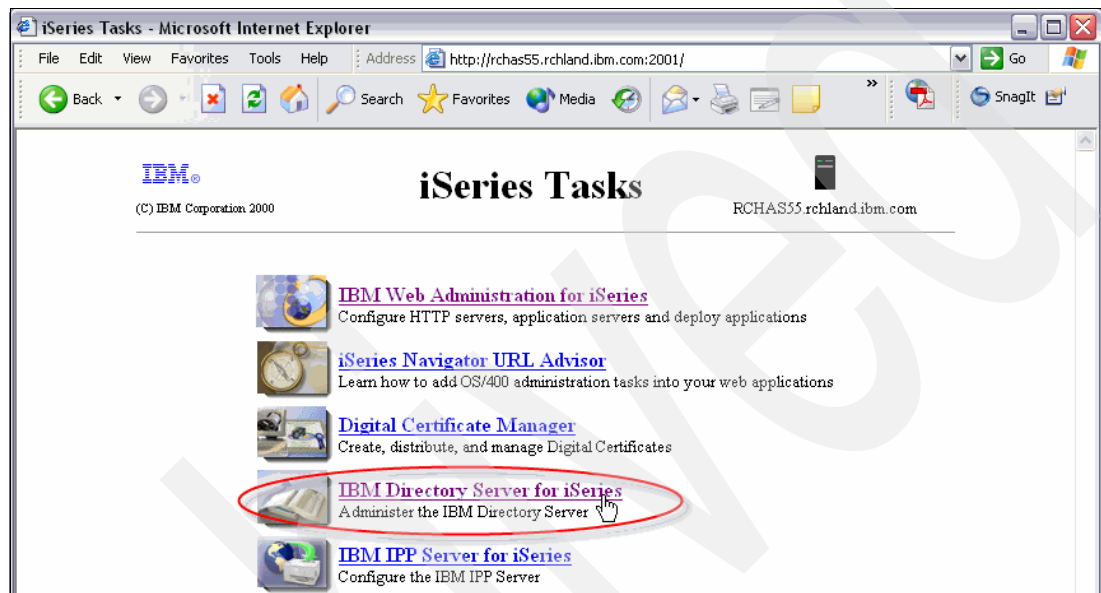 iSeries Tasks - Microsoft Internet Explorer
File Edit View Favorites Tools Help Address http://rchas55.rchland.ibm.com:2001/ Go
Back Search Favorites Media » SnagIt
IBM®
iSeries Tasks
(C) IBM Corporation 2000
RCHAS55.rchland.ibm.com
IBM Web Administration for iSeries
Configure HTTP servers, application servers and deploy applications
iSeries Navigator URL Advisor
Learn how to add OS/400 administration tasks into your web applications
Digital Certificate Manager
Create, distribute, and manage Digital Certificates
IBM Directory Server for iSeries
Administer the IBM Directory Server
IBM IPP Server for iSeries
Configure the IBM IPP Server